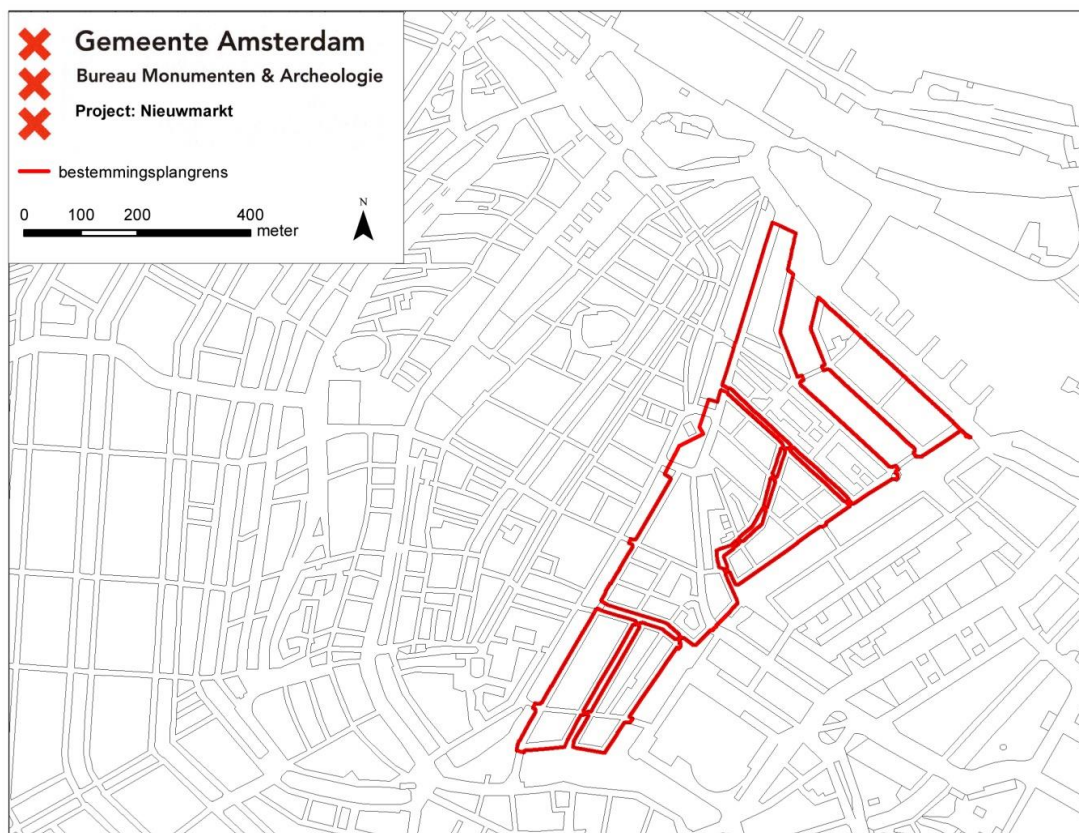 Gemeente Amsterdam
Bureau Monumenten & Archeologie
Project: Nieuwmarkt
bestemmingsplangrens
0 100 200 400
meter
N